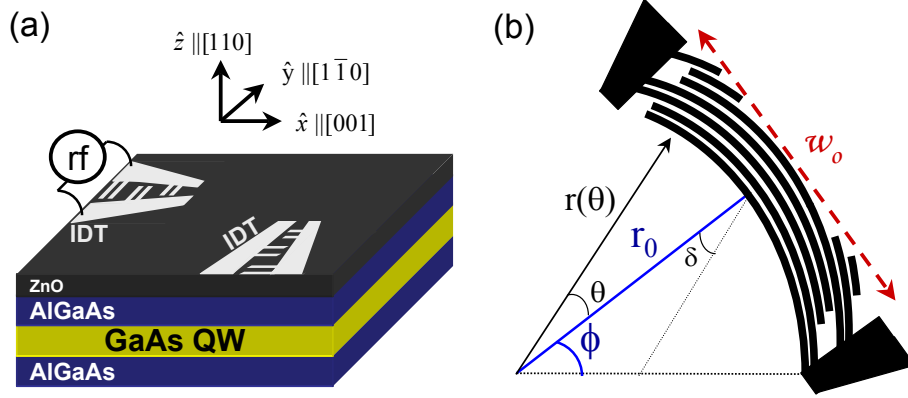 (a)
ẑ ||[110]
ŷ ||[11̅0]
x̂ ||[001]
rf
IDT
IDT
ZnO
AlGaAs
GaAs QW
AlGaAs
(b)
w₀
r(θ)
r₀
δ
θ
ϕ